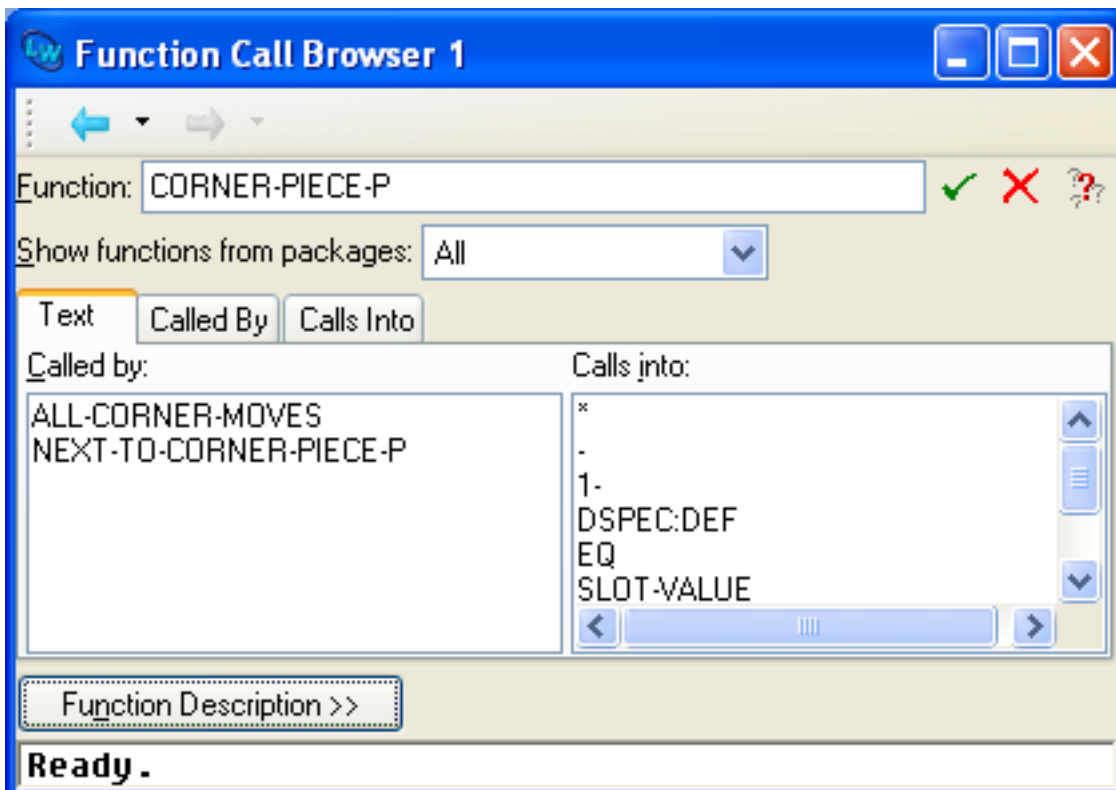 LW Function Call Browser 1
Function: CORNER-PIECE-P
Show functions from packages: All
Text Called By Calls Into
Called by:
ALL-CORNER-MOVES
NEXT-TO-CORNER-PIECE-P
Calls into:
*
-
1-
DSPEC:DEF
EQ
SLOT-VALUE
Function Description >>
Ready.